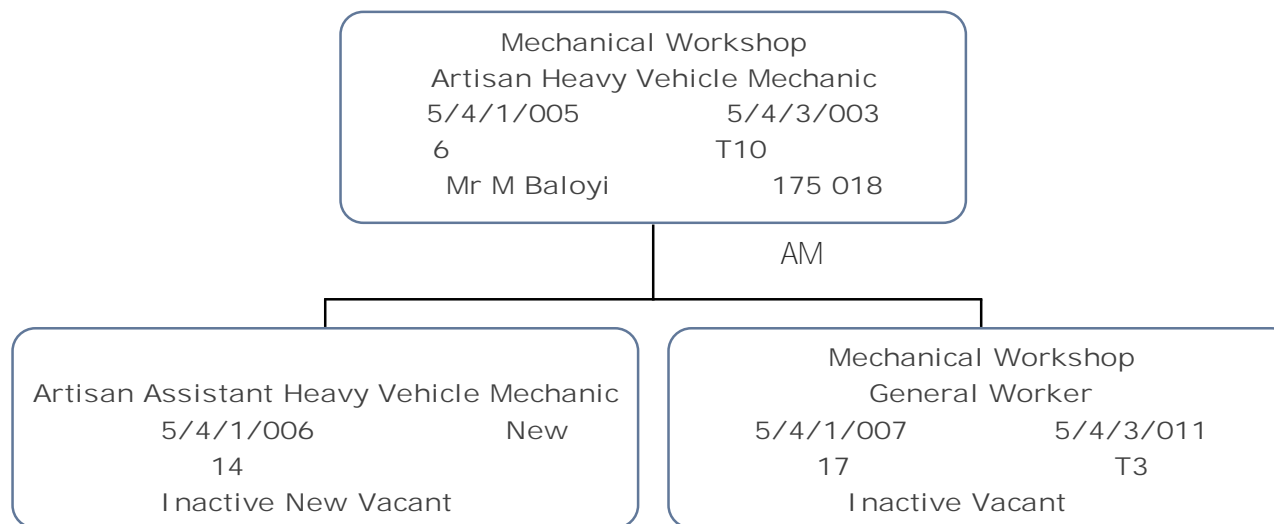 Mechanical Workshop
Artisan Heavy Vehicle Mechanic
5/4/1/005 5/4/3/003
6 T10
Mr M Baloyi 175 018
AM
Artisan Assistant Heavy Vehicle Mechanic
5/4/1/006 New
14
Inactive New Vacant
Mechanical Workshop
General Worker
5/4/1/007 5/4/3/011
17 T3
Inactive Vacant